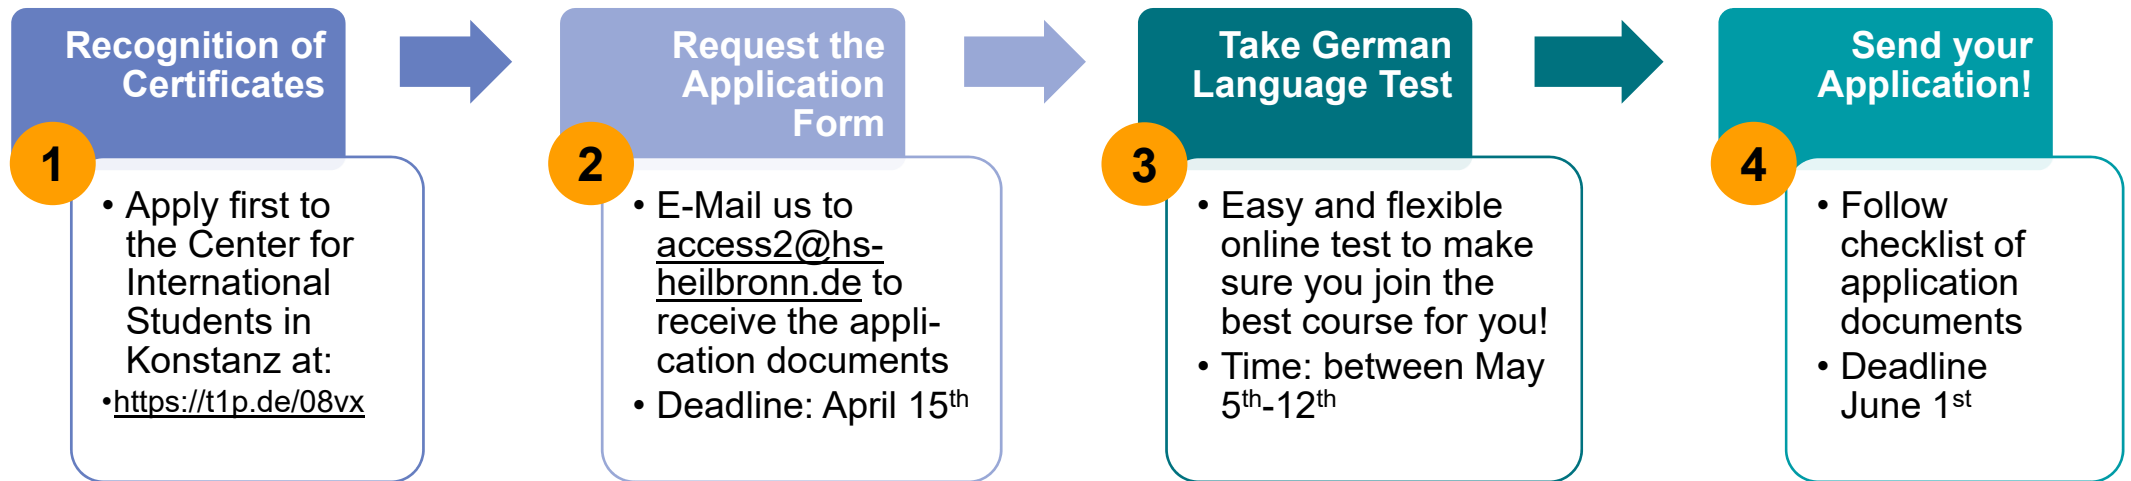 Recognition of
Certificates
1
• Apply first to
the Center for
International
Students in
Konstanz at:
•https://t1p.de/08vx
Request the
Application
Form
2
• E-Mail us to
access2@hs-
heilbronn.de to
receive the appli-
cation documents
• Deadline: April 15th
Take German
Language Test
3
• Easy and flexible
online test to make
sure you join the
best course for you!
• Time: between May
5th-12th
Send your
Application!
4
• Follow
checklist of
application
documents
• Deadline
June 1st